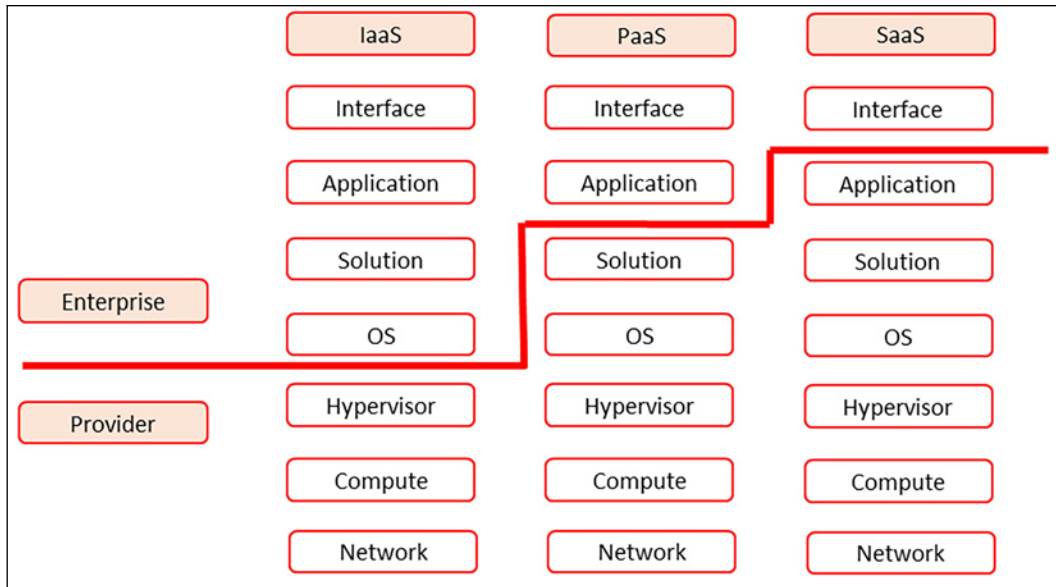 IaaS PaaS SaaS
Interface Interface Interface
Application Application Application
Solution Solution Solution
Enterprise
OS OS OS
Hypervisor Hypervisor Hypervisor
Provider
Compute Compute Compute
Network Network Network